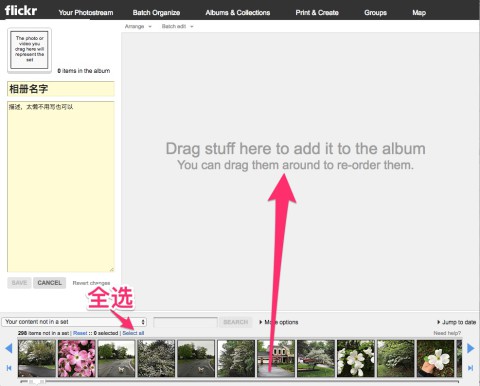 flickr Your Photostream Batch Organize Albums & Collections Print & Create Groups Map
Arrange Batch edit
The photo or
video you
drag here will
represent the
set
0 items in the album
相册名字
描述，太懒不用写也可以
Drag stuff here to add it to the album
You can drag them around to re-order them.
SAVE CANCEL Revert changes
全选
Your content not in a set SEARCH More options Jump to date
298 items not in a set | Reset :: 0 selected | Select all Need help?